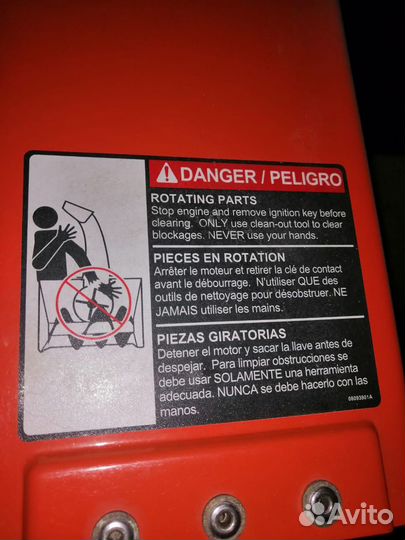 DANGER / PELIGRO
ROTATING PARTS
Stop engine and remove ignition key before
clearing. ONLY use clean-out tool to clear
blockages. NEVER use your hands.
PIECES EN ROTATION
Arrêter le moteur et retirer la clé de contact
avant le débourrage. N'utiliser QUE des
outils de nettoyage pour désobstruer. NE
JAMAIS utiliser les mains.
PIEZAS GIRATORIAS
Detener el motor y sacar la llave antes de
despejar. Para limpiar obstrucciones se
debe usar SOLAMENTE una herramienta
adecuada. NUNCA se debe hacerlo con las
manos.
08093801A
Avito